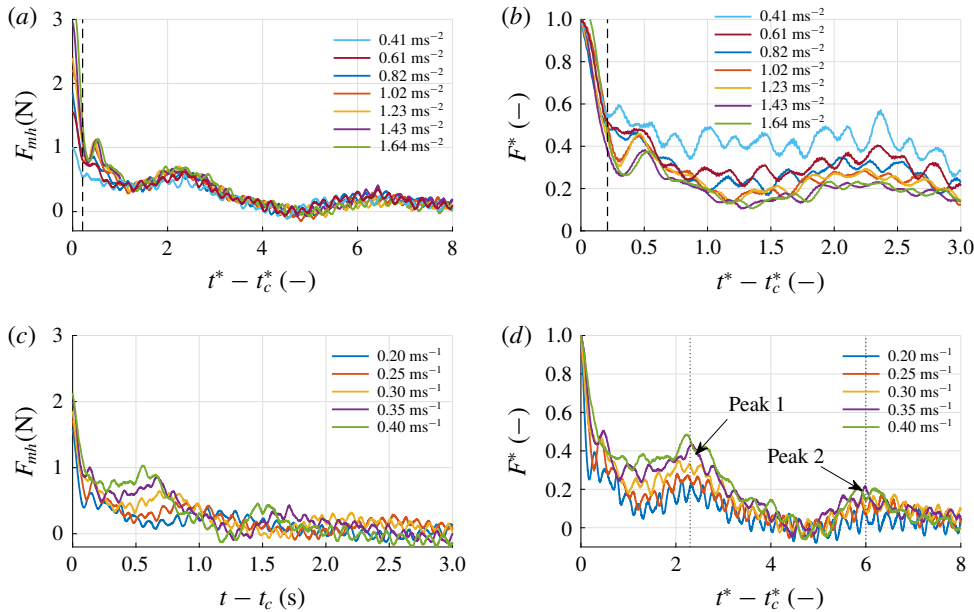 (a)
3
2
1
0
F_mh(N)
0.41 ms⁻²
0.61 ms⁻²
0.82 ms⁻²
1.02 ms⁻²
1.23 ms⁻²
1.43 ms⁻²
1.64 ms⁻²
0 2 4 6 8
t* – t*_c (–)
(b)
1.0
0.8
0.6
0.4
0.2
0
F* (–)
0.41 ms⁻²
0.61 ms⁻²
0.82 ms⁻²
1.02 ms⁻²
1.23 ms⁻²
1.43 ms⁻²
1.64 ms⁻²
0 0.5 1.0 1.5 2.0 2.5 3.0
t* – t*_c (–)
(c)
3
2
1
0
F_mh(N)
0.20 ms⁻¹
0.25 ms⁻¹
0.30 ms⁻¹
0.35 ms⁻¹
0.40 ms⁻¹
0 0.5 1.0 1.5 2.0 2.5 3.0
t – t_c (s)
(d)
1.0
0.8
0.6
0.4
0.2
0
F* (–)
0.20 ms⁻¹
0.25 ms⁻¹
0.30 ms⁻¹
0.35 ms⁻¹
0.40 ms⁻¹
Peak 1
Peak 2
0 2 4 6 8
t* – t*_c (–)